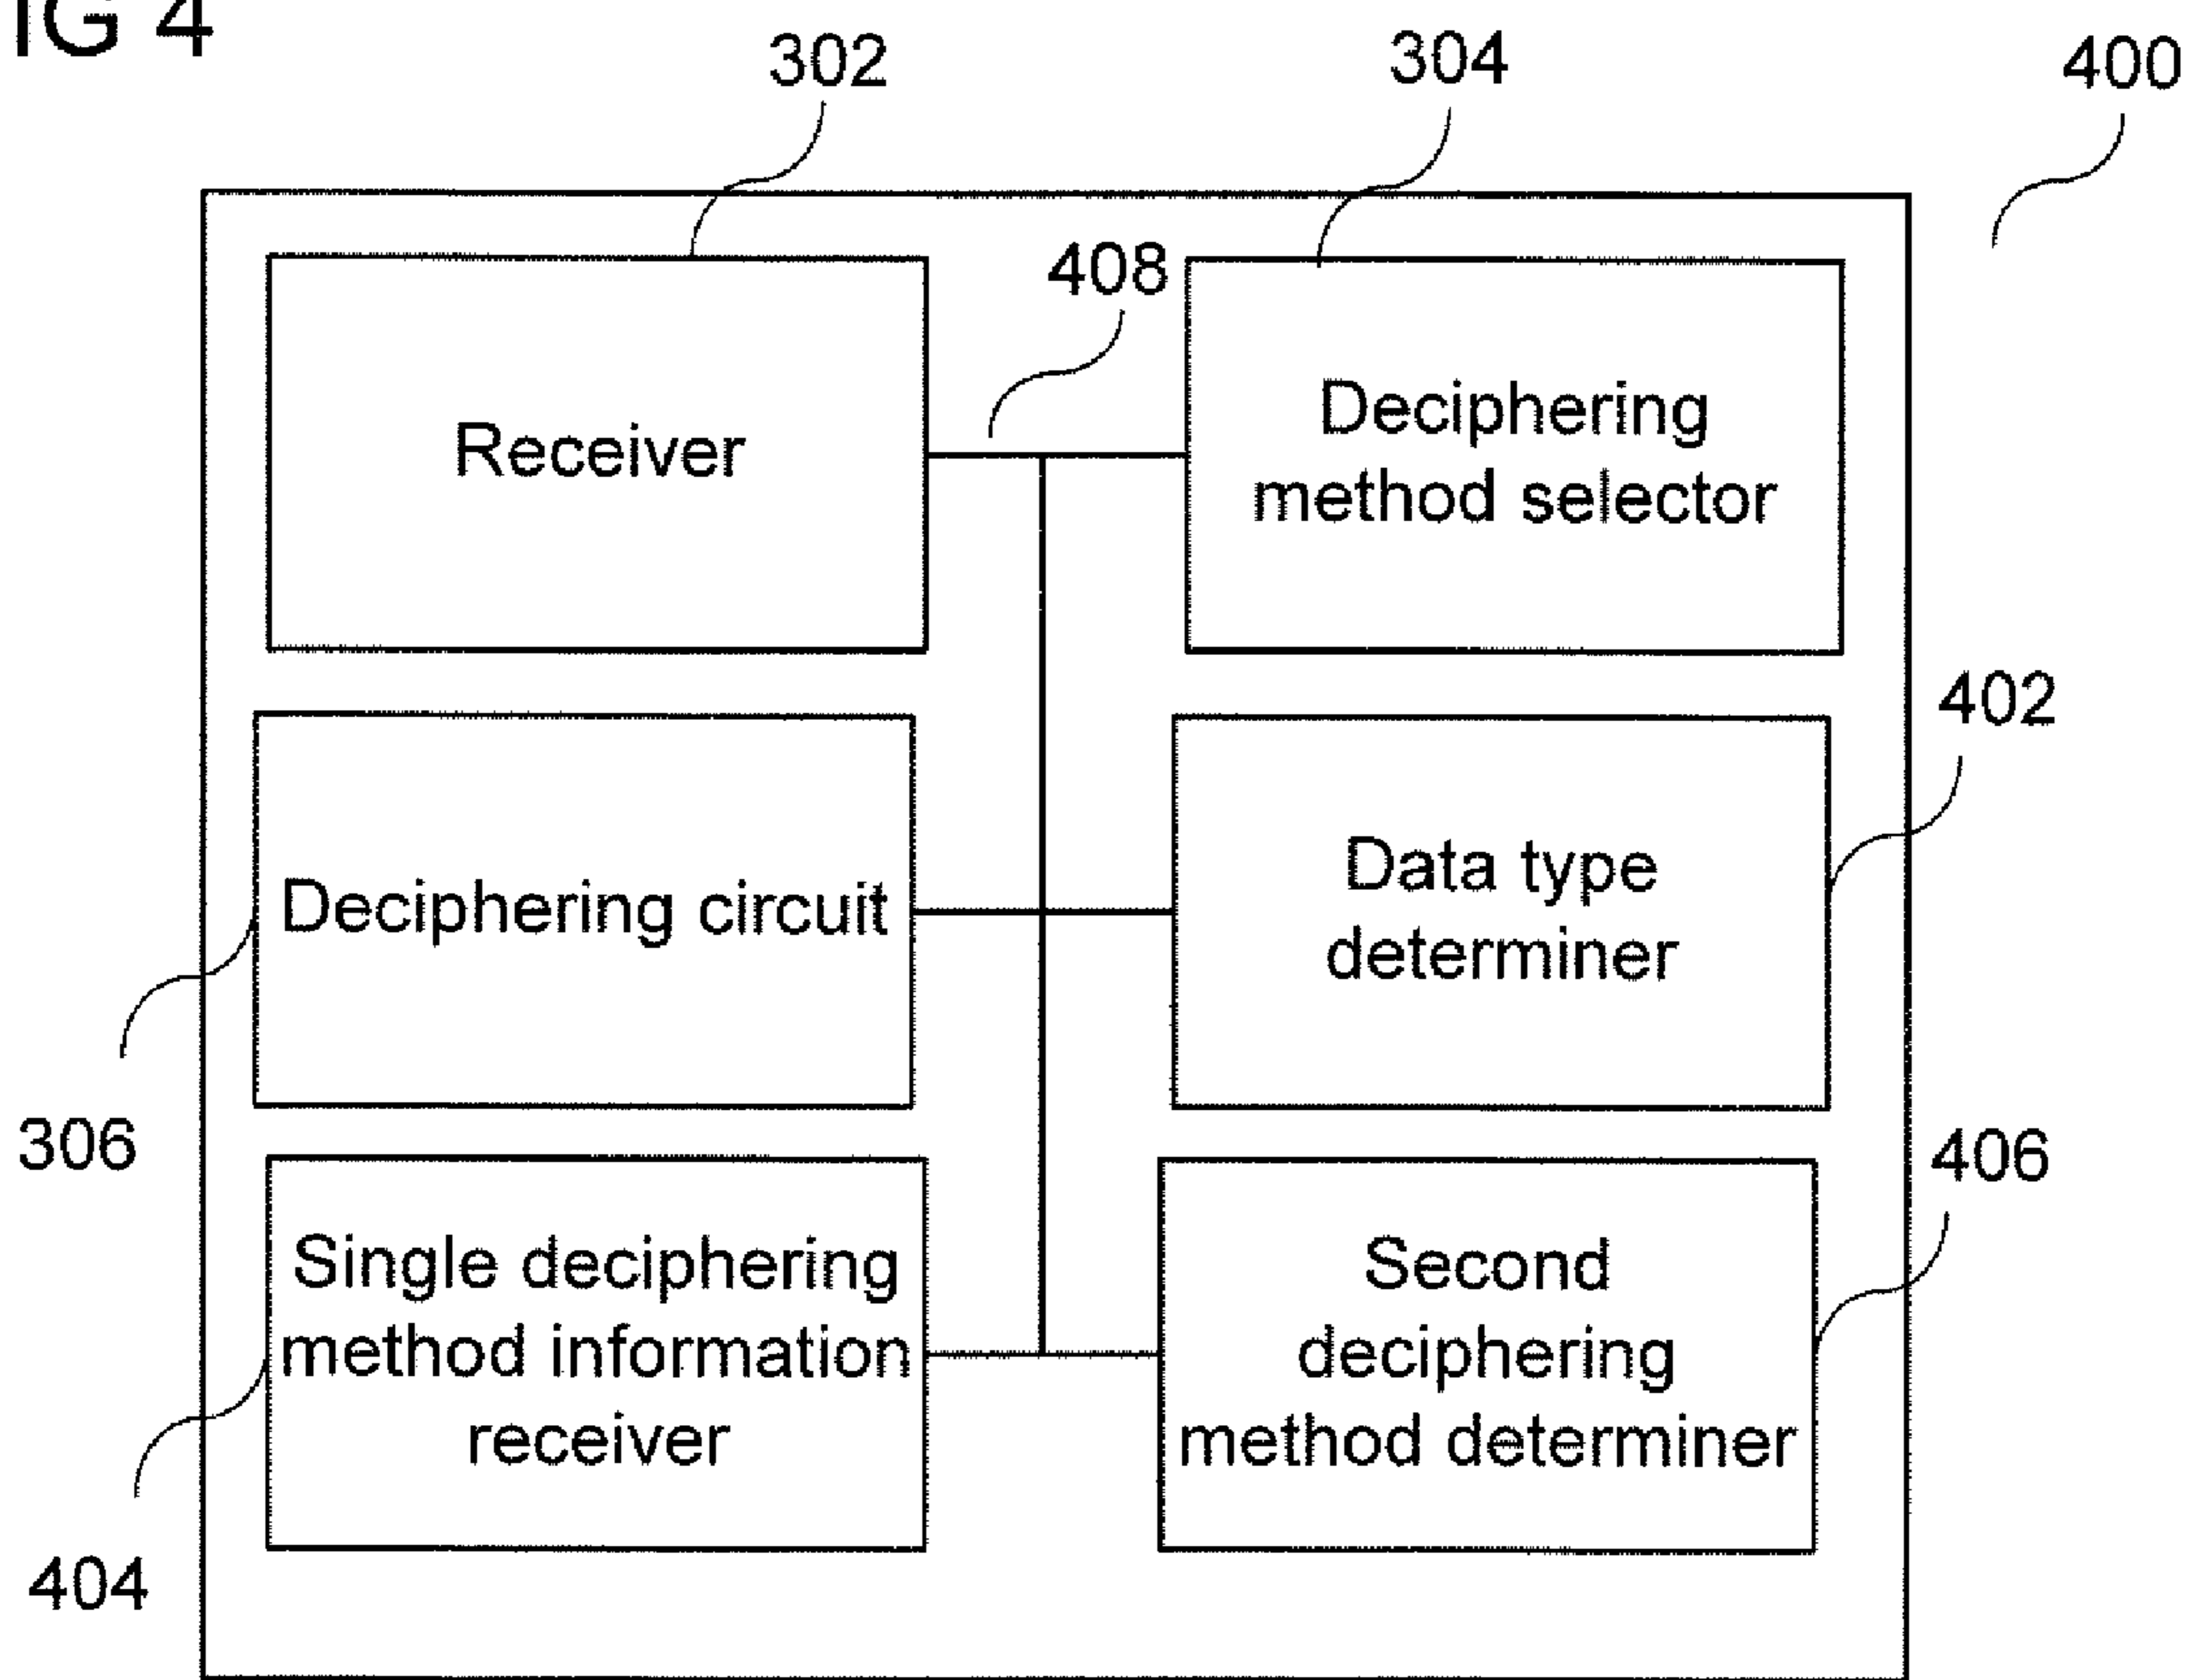 IG 4
302
304
400
408
Receiver
Deciphering
method selector
402
Deciphering circuit
Data type
determiner
306
406
Single deciphering
method information
receiver
Second
deciphering
method determiner
404